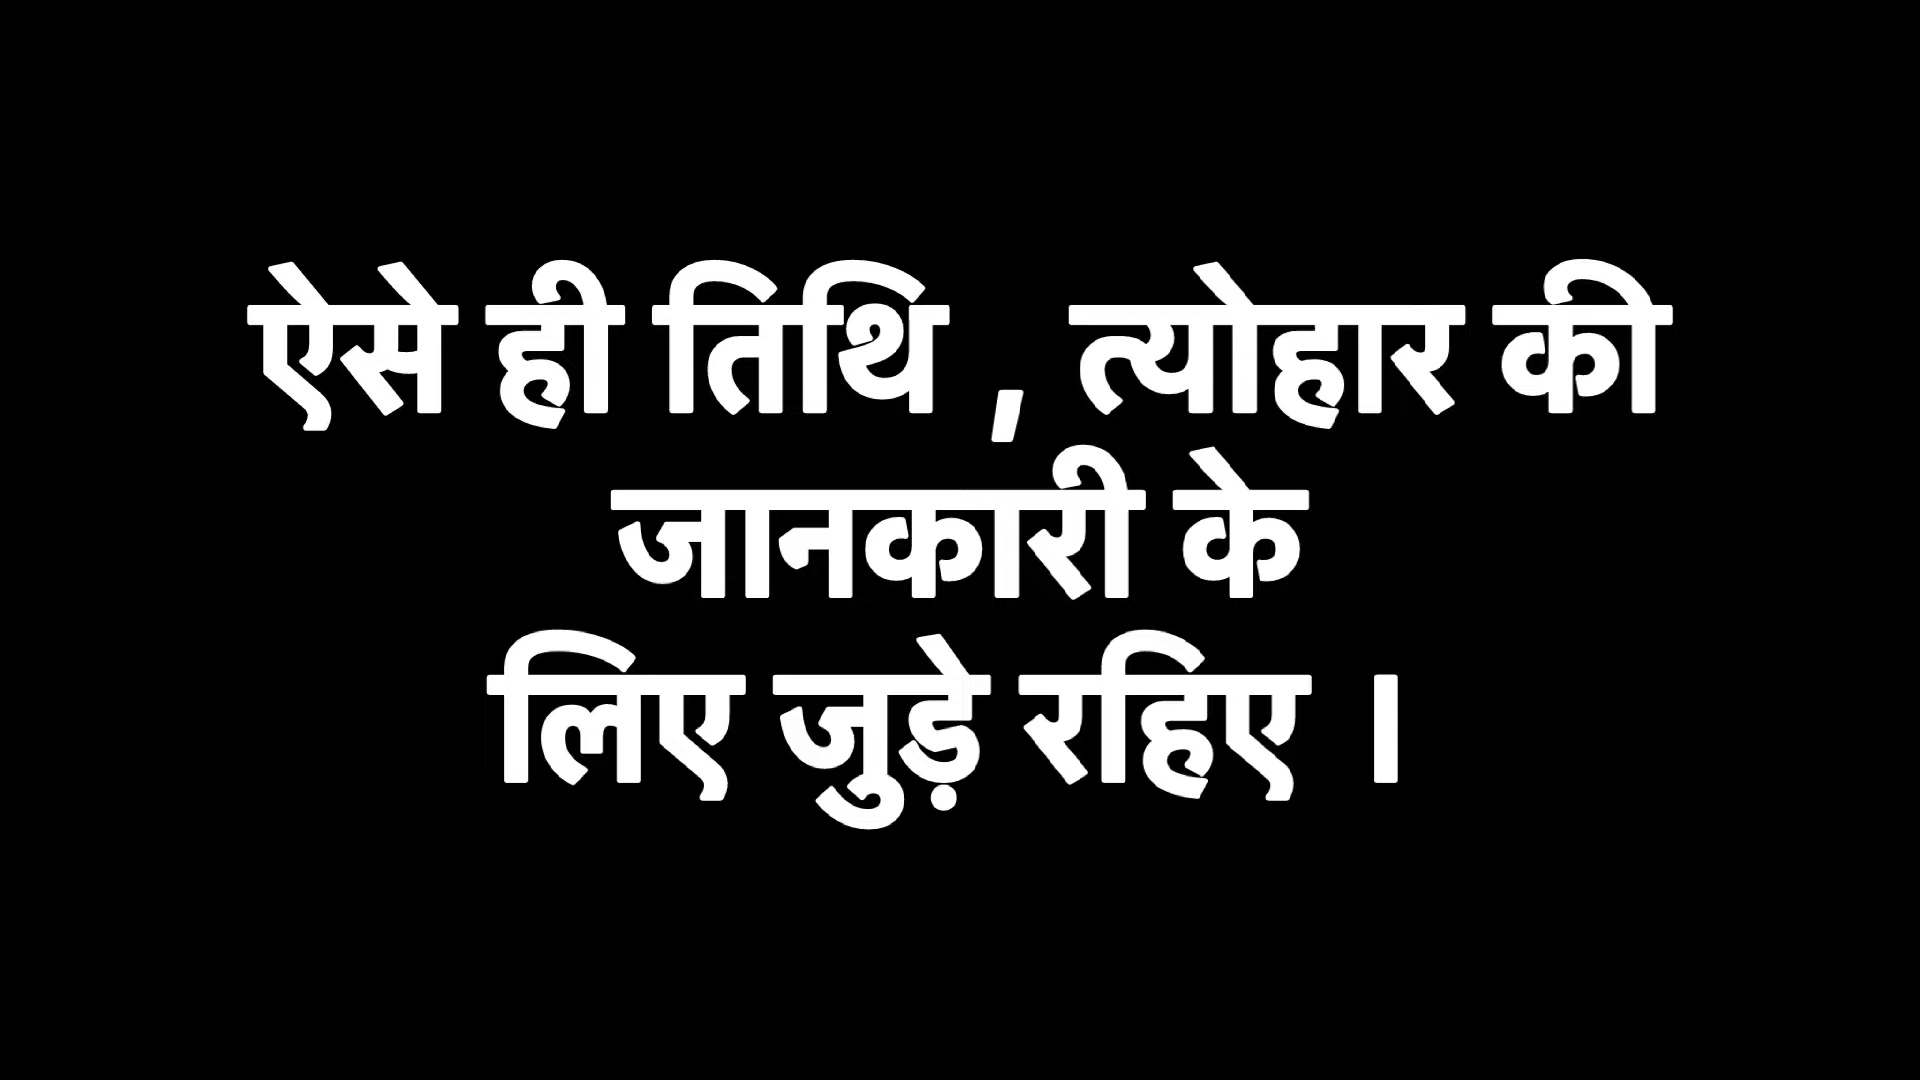 ऐसे ही तिथि , त्योहार की
जानकारी के
लिए जुड़े रहिए ।